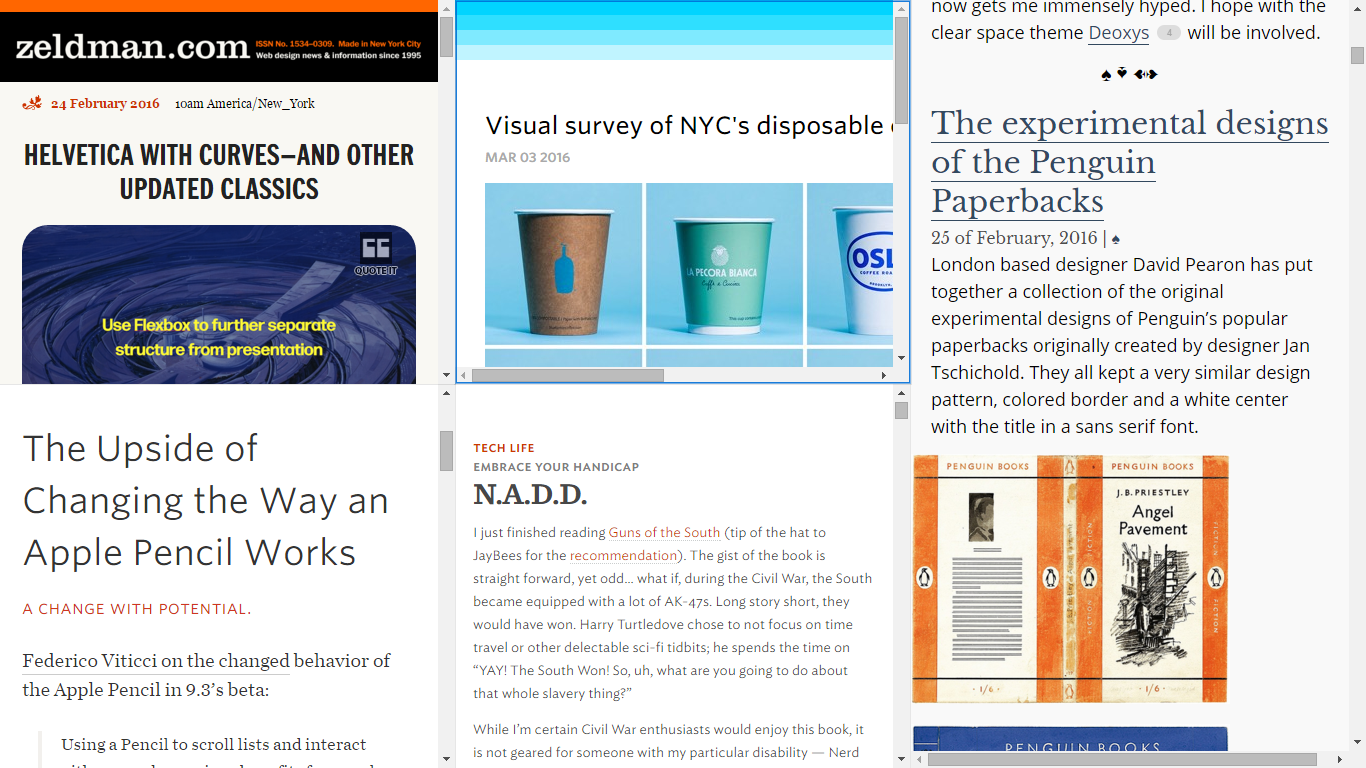 zeldman.com
ISSN No. 1534-0309. Made in New York City
Web design news & information since 1995
24 February 2016 10am America/New_York
HELVETICA WITH CURVES—AND OTHER
UPDATED CLASSICS
QUOTE IT
Use Flexbox to further separate
structure from presentation
Visual survey of NYC's disposable
MAR 03 2016
LA PECORA BIANCA
Caffè e Cucina
OSL
COFFEE ROA
BROOKLYN,
now gets me immensely hyped. I hope with the
clear space theme Deoxys 4 will be involved.
♠ ♥
The experimental designs
of the Penguin
Paperbacks
25 of February, 2016 | ♠
London based designer David Pearon has put
together a collection of the original
experimental designs of Penguin’s popular
paperbacks originally created by designer Jan
Tschichold. They all kept a very similar design
pattern, colored border and a white center
with the title in a sans serif font.
PENGUIN BOOKS
PENGUIN BOOKS
J.B. PRIESTLEY
Angel
Pavement
FICTION
FICTION
FICTION
FICTION
· 1/6 ·
· 1/6 ·
PENGUIN BOOKS
The Upside of
Changing the Way an
Apple Pencil Works
A CHANGE WITH POTENTIAL.
Federico Viticci on the changed behavior of
the Apple Pencil in 9.3’s beta:
Using a Pencil to scroll lists and interact
TECH LIFE
EMBRACE YOUR HANDICAP
N.A.D.D.
I just finished reading Guns of the South (tip of the hat to
JayBees for the recommendation). The gist of the book is
straight forward, yet odd… what if, during the Civil War, the South
became equipped with a lot of AK-47s. Long story short, they
would have won. Harry Turtledove chose to not focus on time
travel or other delectable sci-fi tidbits; he spends the time on
“YAY! The South Won! So, uh, what are you going to do about
that whole slavery thing?”
While I’m certain Civil War enthusiasts would enjoy this book, it
is not geared for someone with my particular disability — Nerd